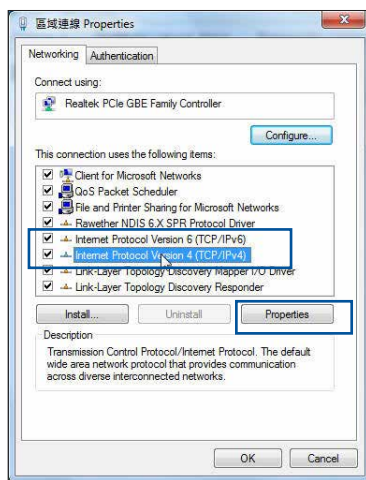 區域連線 Properties
Networking
Authentication
Connect using:
Realtek PCIe GBE Family Controller
Configure...
This connection uses the following items:
Client for Microsoft Networks
QoS Packet Scheduler
File and Printer Sharing for Microsoft Networks
Rawether NDIS 6.X SPR Protocol Driver
Internet Protocol Version 6 (TCP/IPv6)
Internet Protocol Version 4 (TCP/IPv4)
Link-Layer Topology Discovery Mapper I/O Driver
Link-Layer Topology Discovery Responder
Install...
Uninstall
Properties
Description
Transmission Control Protocol/Internet Protocol. The default
wide area network protocol that provides communication
across diverse interconnected networks.
OK
Cancel